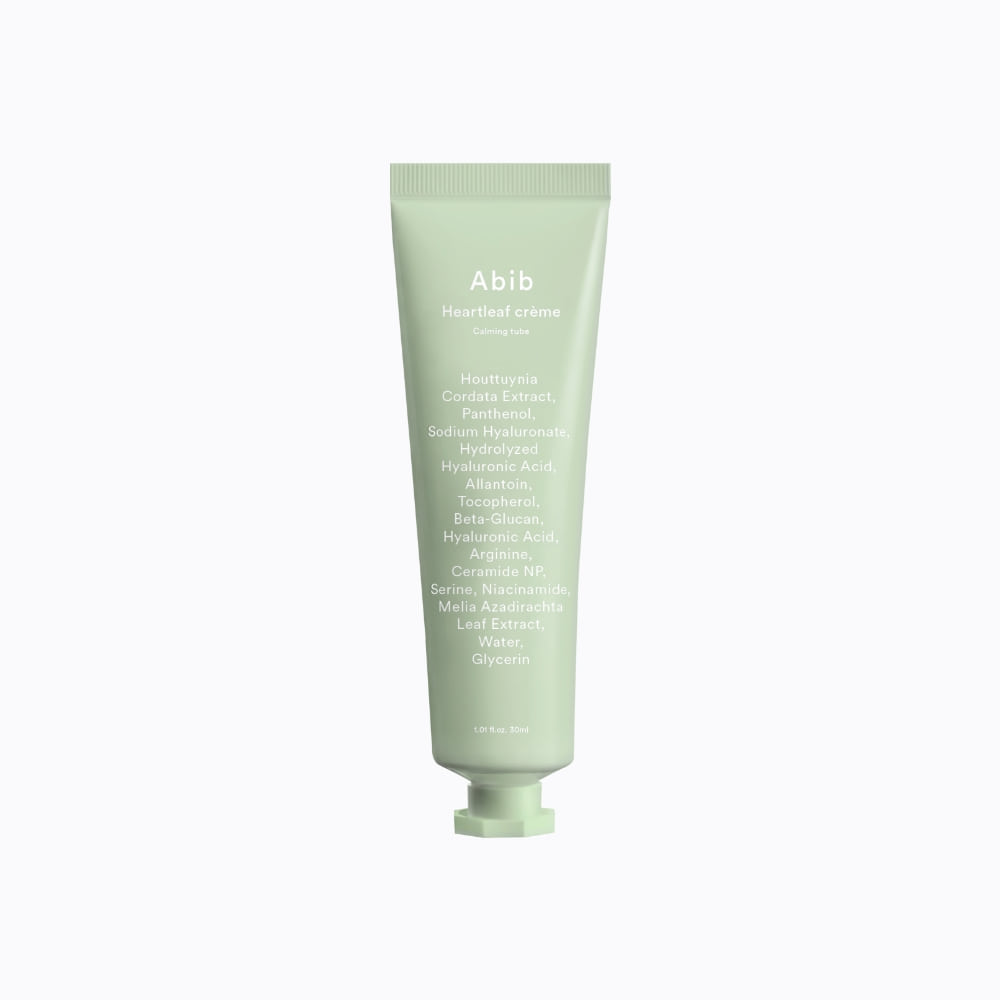 Abib
Heartleaf crème
Calming tube
Houttuynia
Cordata Extract,
Panthenol,
Sodium Hyaluronate,
Hydrolyzed
Hyaluronic Acid,
Allantoin,
Tocopherol,
Beta-Glucan,
Hyaluronic Acid,
Arginine,
Ceramide NP,
Serine, Niacinamide,
Melia Azadirachta
Leaf Extract,
Water,
Glycerin
1.01 fl.oz. 30ml